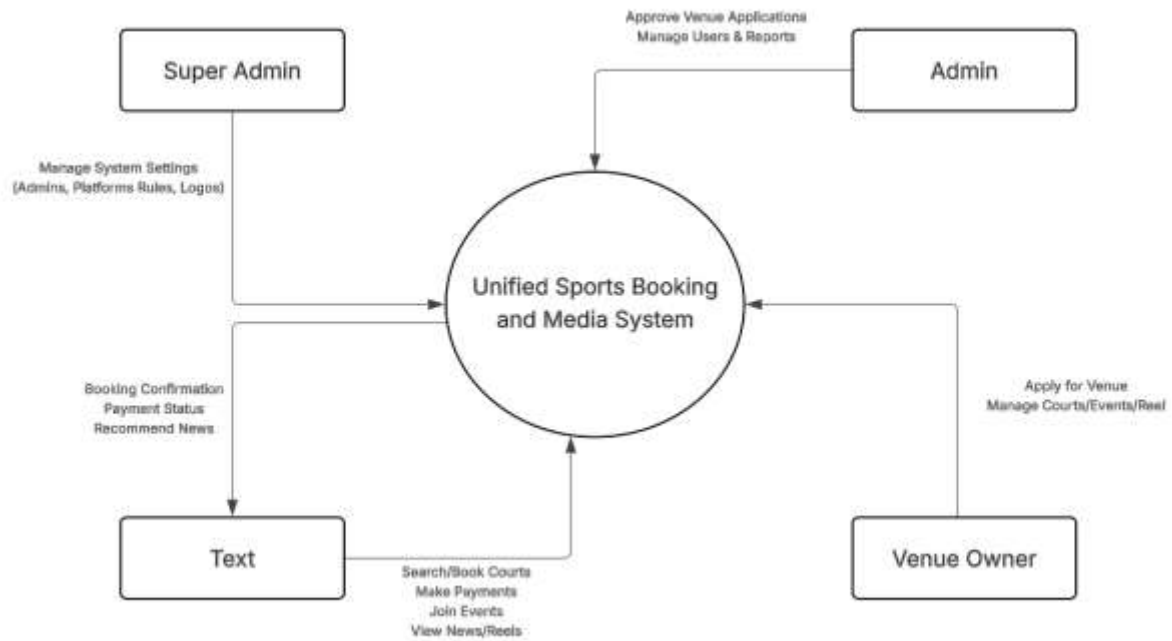 Approve Venue Applications
Manage Users & Reports
Super Admin
Admin
Manage System Settings
(Admins, Platforms Rules, Logos)
Unified Sports Booking
and Media System
Booking Confirmation
Payment Status
Recommend News
Apply for Venue
Manage Courts/Events/Reel
Text
Venue Owner
Search/Book Courts
Make Payments
Join Events
View News/Reels